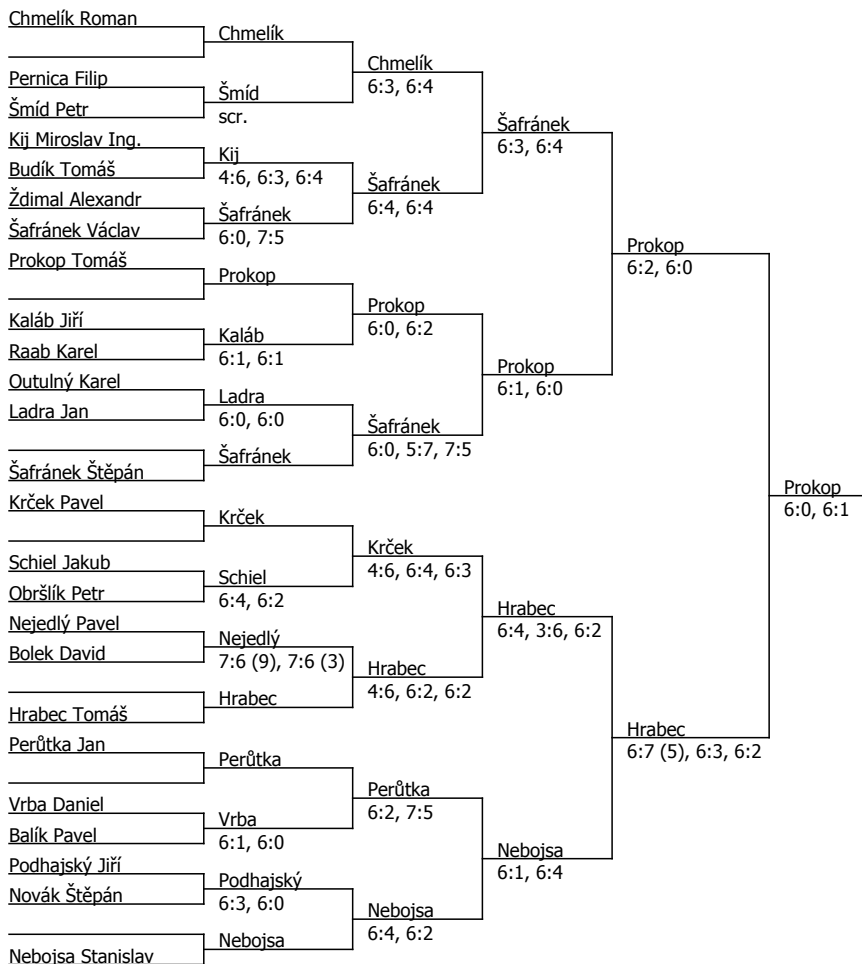 Chmelík Roman
Chmelík
Chmelík
6:3, 6:4
Pernica Filip
Šmíd
scr.
Šmíd Petr
Šafránek
6:3, 6:4
Kij Miroslav Ing.
Kij
4:6, 6:3, 6:4
Budík Tomáš
Šafránek
6:4, 6:4
Ždimal Alexandr
Šafránek
6:0, 7:5
Šafránek Václav
Prokop
6:2, 6:0
Prokop Tomáš
Prokop
Prokop
6:0, 6:2
Kaláb Jiří
Kaláb
6:1, 6:1
Raab Karel
Prokop
6:1, 6:0
Outulný Karel
Ladra
6:0, 6:0
Ladra Jan
Šafránek
6:0, 5:7, 7:5
Šafránek
Šafránek Štěpán
Prokop
6:0, 6:1
Krček Pavel
Krček
Krček
4:6, 6:4, 6:3
Schiel Jakub
Schiel
6:4, 6:2
Obršlík Petr
Hrabec
6:4, 3:6, 6:2
Nejedlý Pavel
Nejedlý
7:6 (9), 7:6 (3)
Bolek David
Hrabec
4:6, 6:2, 6:2
Hrabec
Hrabec Tomáš
Hrabec
6:7 (5), 6:3, 6:2
Perůtka Jan
Perůtka
Perůtka
6:2, 7:5
Vrba Daniel
Vrba
6:1, 6:0
Balík Pavel
Nebojsa
6:1, 6:4
Podhajský Jiří
Podhajský
6:3, 6:0
Novák Štěpán
Nebojsa
6:4, 6:2
Nebojsa
Nebojsa Stanislav